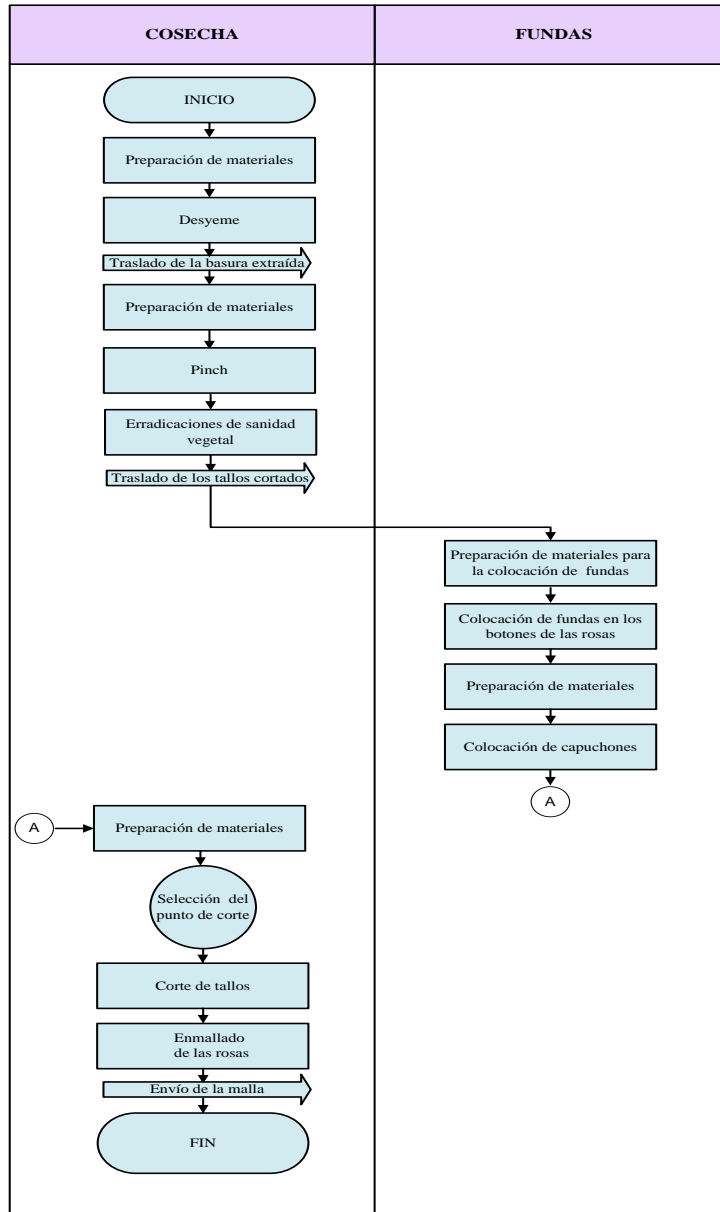 COSECHA
FUNDAS
INICIO
Preparación de materiales
Desyeme
Traslado de la basura extraída
Preparación de materiales
Pinch
Erradicaciones de sanidad
vegetal
Traslado de los tallos cortados
Preparación de materiales para
la colocación de fundas
Colocación de fundas en los
botones de las rosas
Preparación de materiales
Colocación de capuchones
A
A
Preparación de materiales
Selección del
punto de corte
Corte de tallos
Enmallado
de las rosas
Envío de la malla
FIN